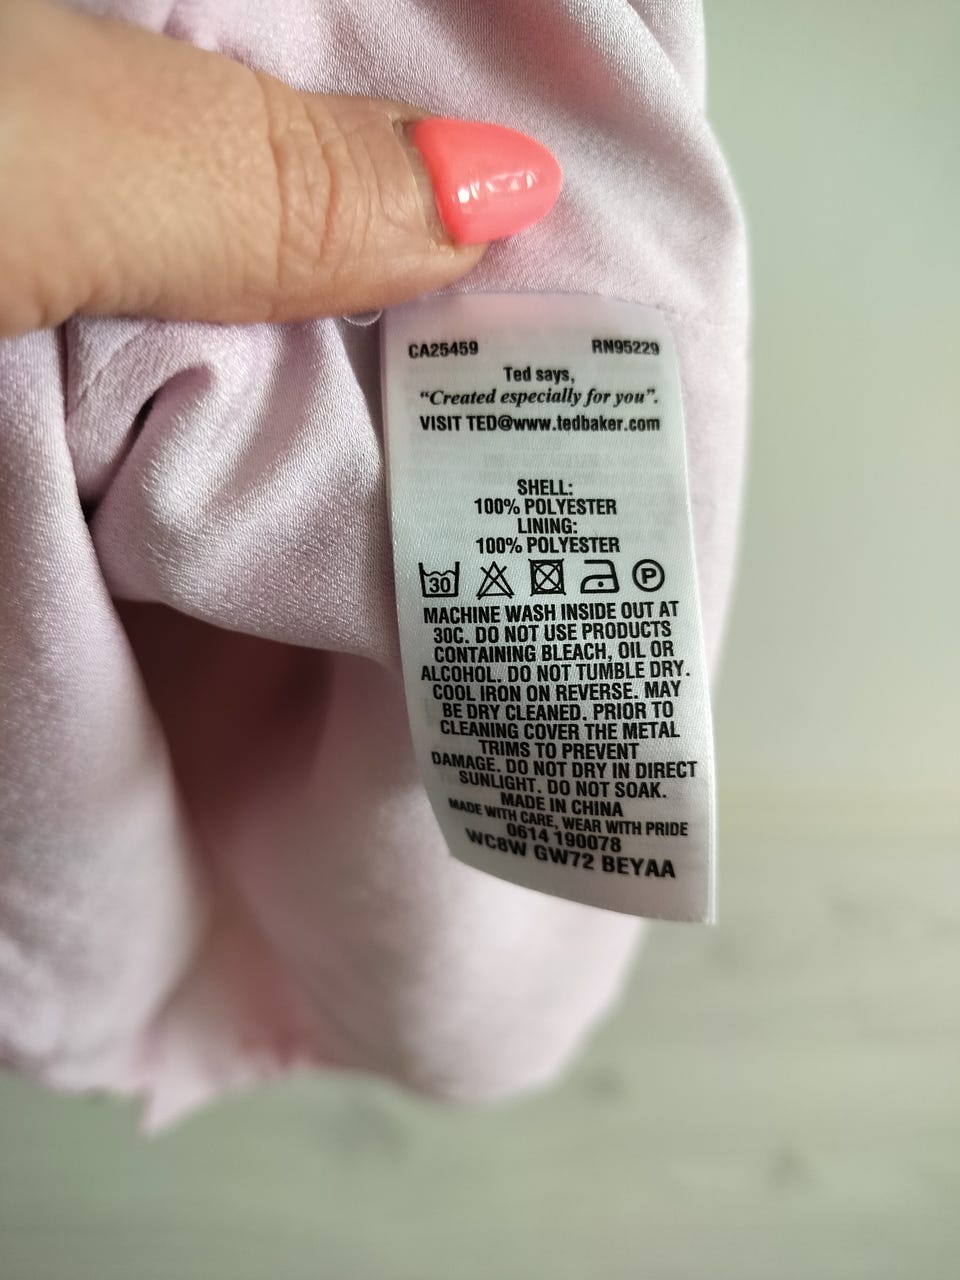 CA25459 RN95229
Ted says,
“Created especially for you”.
VISIT TED@www.tedbaker.com
SHELL:
100% POLYESTER
LINING:
100% POLYESTER
30 P
MACHINE WASH INSIDE OUT AT
30C. DO NOT USE PRODUCTS
CONTAINING BLEACH, OIL OR
ALCOHOL. DO NOT TUMBLE DRY.
COOL IRON ON REVERSE. MAY
BE DRY CLEANED. PRIOR TO
CLEANING COVER THE METAL
TRIMS TO PREVENT
DAMAGE. DO NOT DRY IN DIRECT
SUNLIGHT. DO NOT SOAK.
MADE IN CHINA
MADE WITH CARE, WEAR WITH PRIDE
0614 190078
WC8W GW72 BEYAA